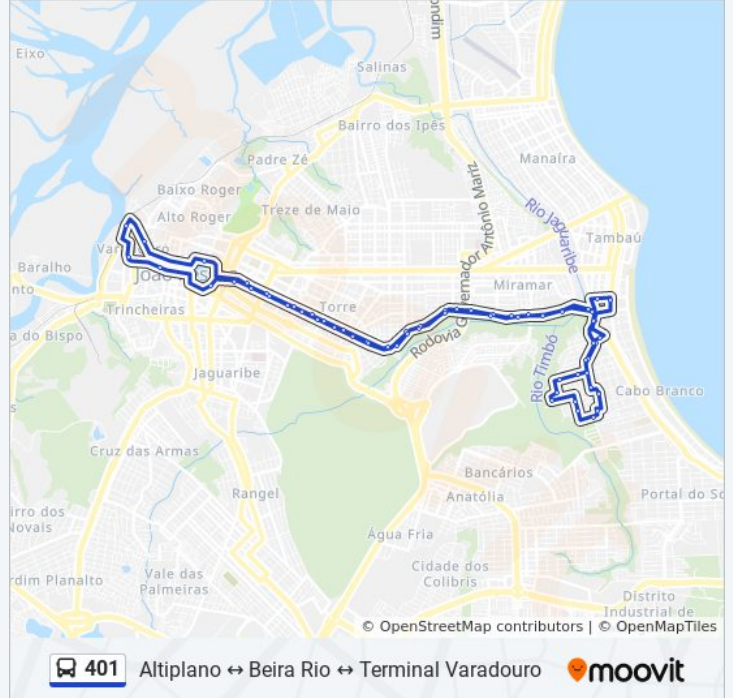 Eixo
ondim
Salinas
Bairro dos Ipês
Padre Zé
Manaíra
Baixo Roger
Alto Roger
Treze de Maio
Rodovia Governador Antônio Mariz
Rio Jaguaribe
Tambaú
Baralho
Miramar
nto
Trincheiras
Torre
a do Bispo
Rio Timbó
Jaguaribe
Cabo Branco
Cruz das Armas
Bancários
Rangel
Anatólia
Portal do So
irro dos
Novais
Água Fria
Cidade dos
Colibris
rdim Planalto
Vale das
Palmeiras
Distrito
Industrial de
© OpenStreetMap contributors | © OpenMapTiles
401 Altiplano ↔ Beira Rio ↔ Terminal Varadouro moovit